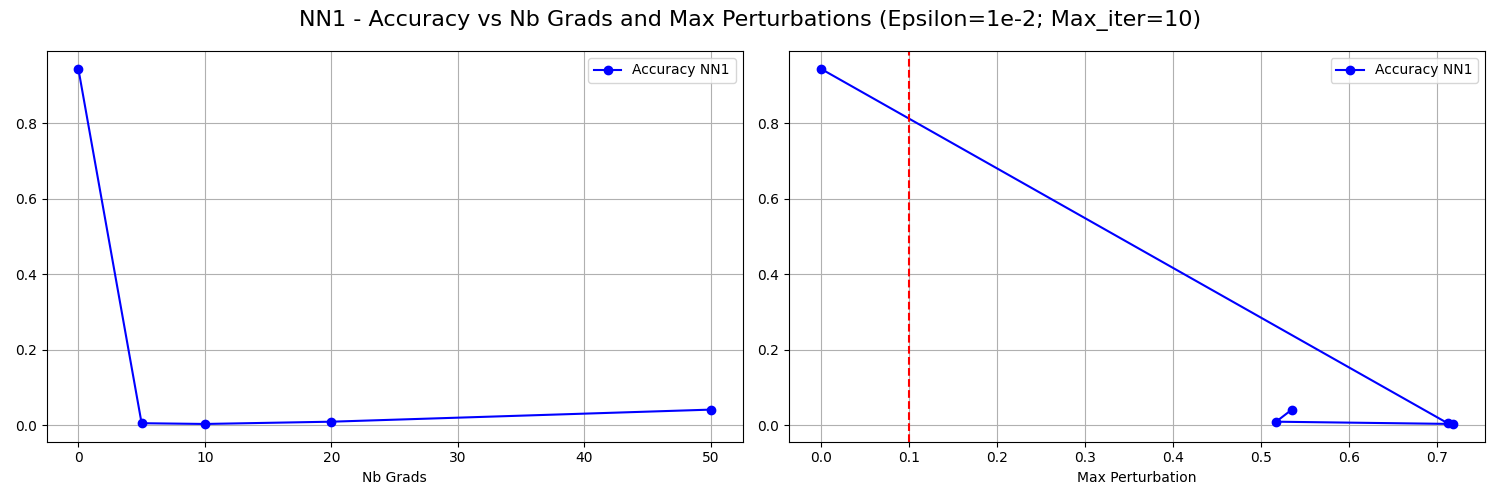 NN1 - Accuracy vs Nb Grads and Max Perturbations (Epsilon=1e-2; Max_iter=10)
Accuracy NN1
0.8
0.6
0.4
0.2
0.0
0 10 20 30 40 50
Nb Grads
Accuracy NN1
0.8
0.6
0.4
0.2
0.0
0.0 0.1 0.2 0.3 0.4 0.5 0.6 0.7
Max Perturbation